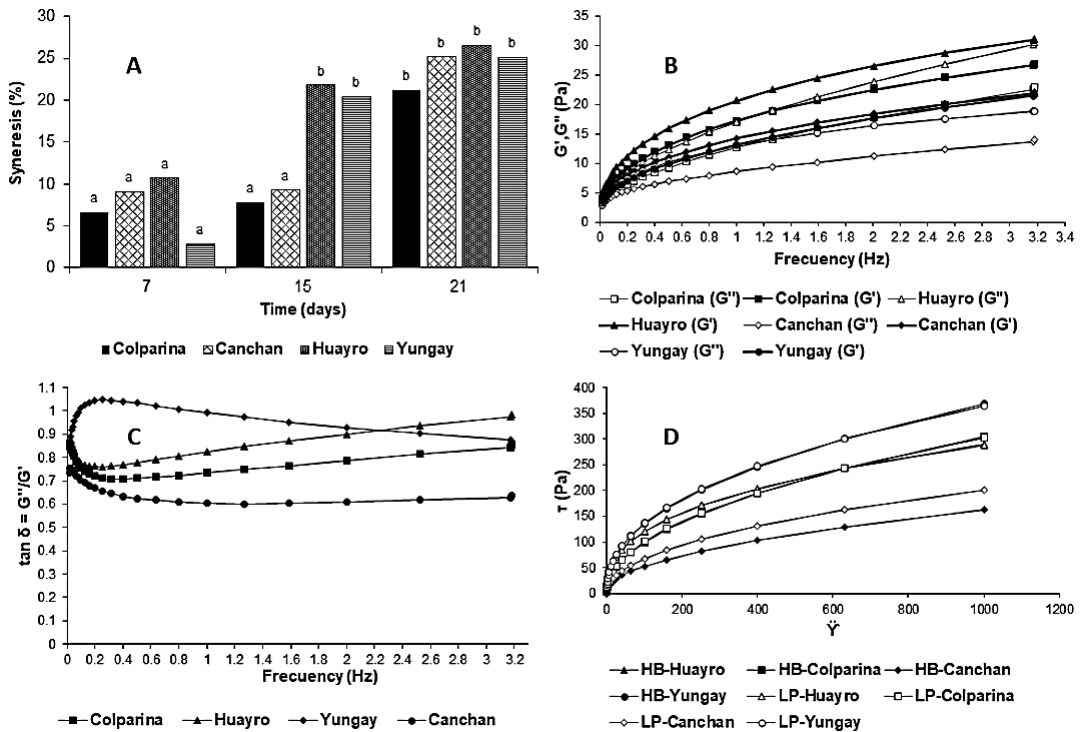 30
25
20
15
10
5
0
Syneresis (%)
A
a a a a
a a b b
b b b b
7 15 21
Time (days)
Colparina Canchan Huayro Yungay
35
30
25
20
15
10
5
0
G',G'' (Pa)
B
0 0.2 0.4 0.6 0.8 1 1.2 1.4 1.6 1.8 2 2.2 2.4 2.6 2.8 3 3.2 3.4
Frecuency (Hz)
Colparina (G'') Colparina (G') Huayro (G'')
Huayro (G') Canchan (G'') Canchan (G')
Yungay (G'') Yungay (G')
1.1
1
0.9
0.8
0.7
0.6
0.5
0.4
0.3
0.2
0.1
0
tan δ = G''/G'
C
0 0.2 0.4 0.6 0.8 1 1.2 1.4 1.6 1.8 2 2.2 2.4 2.6 2.8 3 3.2
Frecuency (Hz)
Colparina Huayro Yungay Canchan
400
350
300
250
200
150
100
50
0
τ (Pa)
D
0 200 400 600 800 1000 1200
Ϋ
HB-Huayro HB-Colparina HB-Canchan
HB-Yungay LP-Huayro LP-Colparina
LP-Canchan LP-Yungay